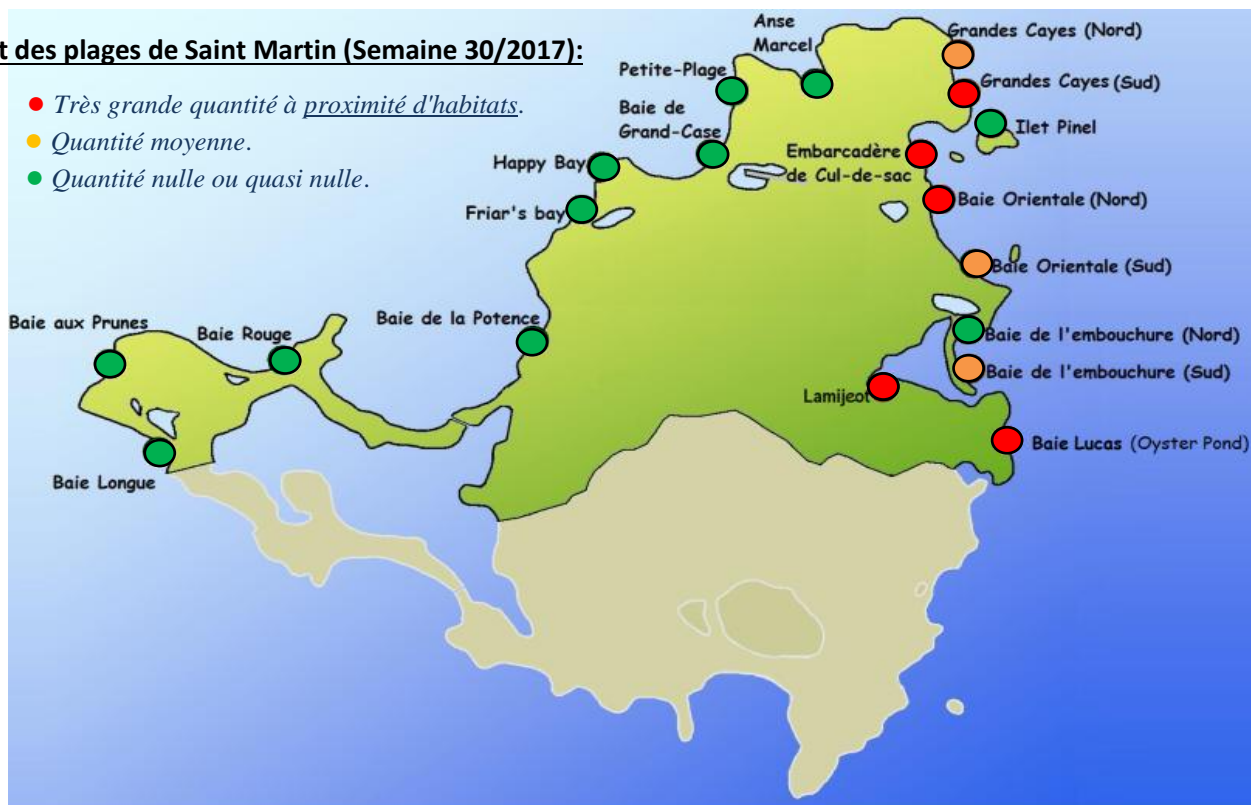 t des plages de Saint Martin (Semaine 30/2017):
Très grande quantité à proximité d'habitats.
Quantité moyenne.
Quantité nulle ou quasi nulle.
Anse
Marcel
Grandes Cayes (Nord)
Petite-Plage
Grandes Cayes (Sud)
Baie de
Grand-Case
Ilet Pinel
Happy Bay
Embarcadère
de Cul-de-sac
Friar's bay
Baie Orientale (Nord)
Baie Orientale (Sud)
Baie aux Prunes
Baie Rouge
Baie de la Potence
Baie de l'embouchure (Nord)
Baie de l'embouchure (Sud)
Lamijeot
Baie Lucas (Oyster Pond)
Baie Longue